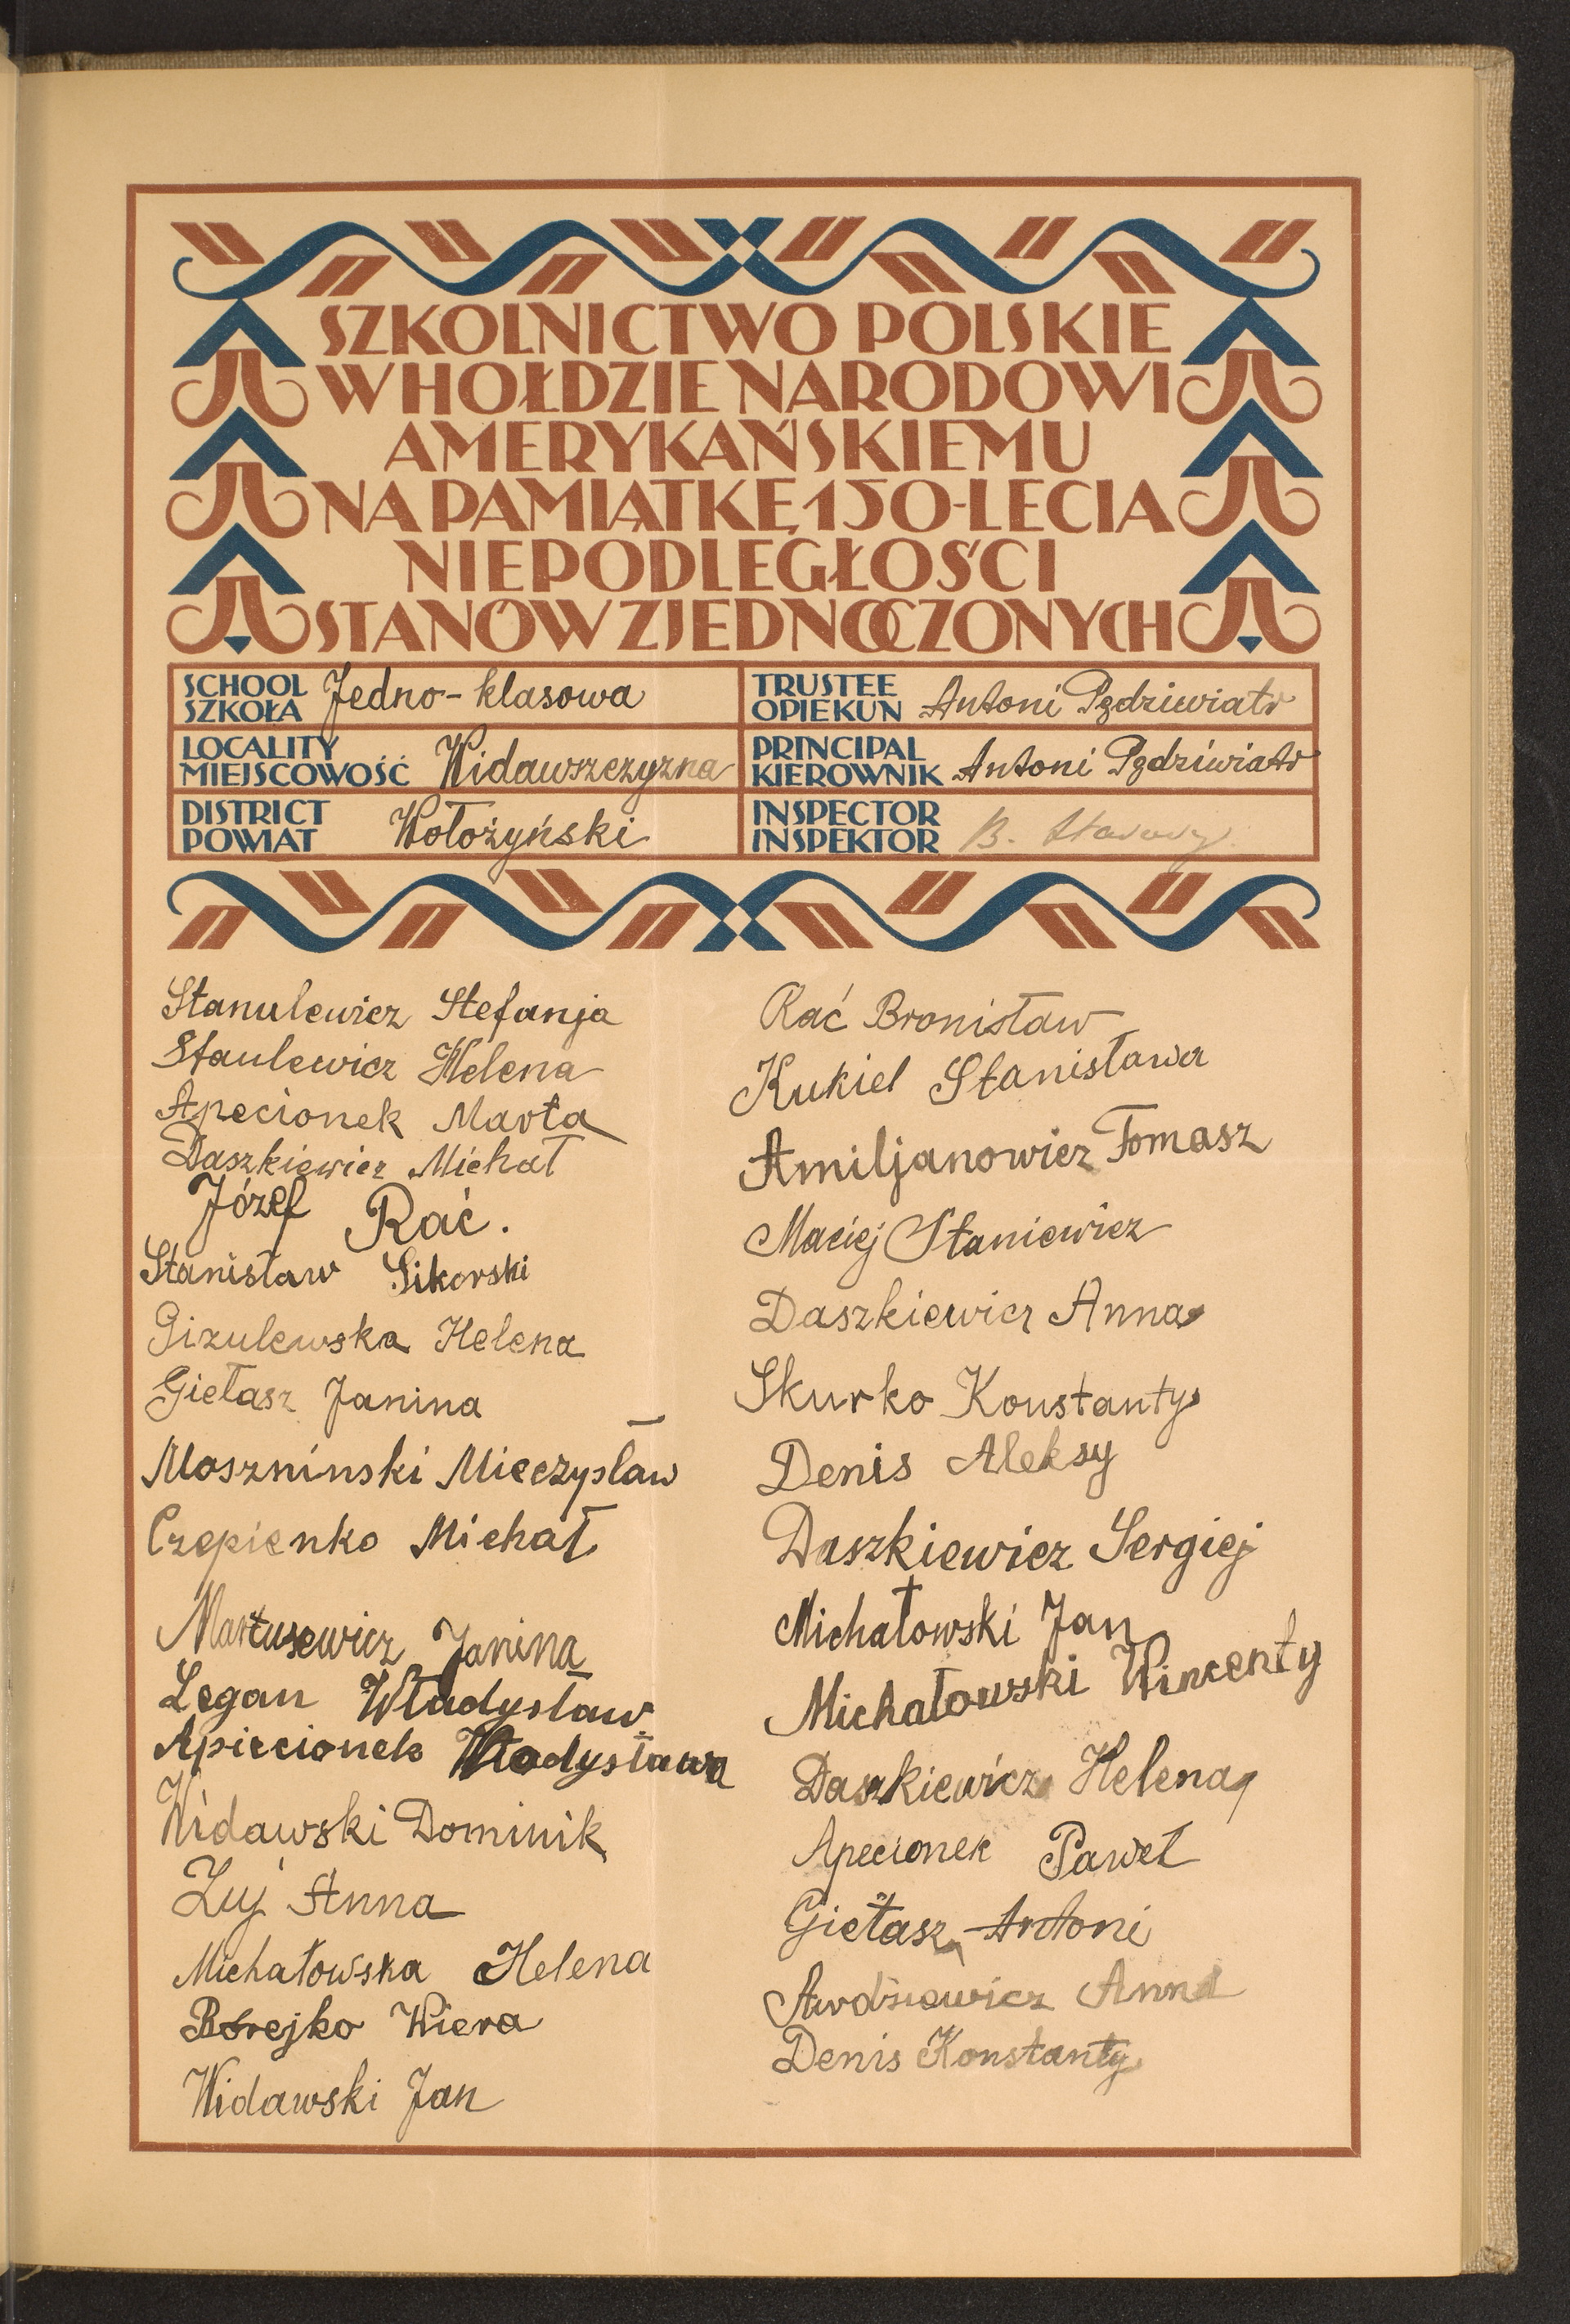 SZKOLNICTWO POLSKIE
W HOŁDZIE NARODOWI
AMERYKAŃSKIEMU
NA PAMIĄTKĘ 150-LECIA
NIEPODLEGŁOŚCI
STANÓW ZJEDNOCZONYCH
SCHOOL
SZKOŁA Jedno-klasowa
TRUSTEE
OPIEKUN Antoni Pędziwiatr
LOCALITY
MIEJSCOWOŚĆ Widawszczyzna
PRINCIPAL
KIEROWNIK Antoni Pędziwiatr
DISTRICT
POWIAT Wołożyński
INSPECTOR
INSPEKTOR B.
Stanulewicz Stefanja
Staulewicz Helena
Apecionek Marta
Daszkiewicz Michał
Józef Rać.
Stanisław Sikorski
Gizulewska Helena
Giełasz Janina
Moszninski Mieczysław
Czepienko Michał
Martusewicz Janina
Legan Władysław
Apiecionek Władysława
Widawski Dominik
Żuj Anna
Michałowska Helena
Borejko Wiera
Widawski Jan
Rać Bronisław
Kukiel Stanisława
Amiljanowicz Tomasz
Maciej Staniewicz
Daszkiewicz Anna
Skurko Konstanty
Denis Aleksy
Daszkiewicz Sergiej
Michałowski Jan
Michałowski Wincenty
Daszkiewicz Helena
Apecionek Paweł
Giełasz Antoni
Awdziewicz Anna
Denis Konstanty